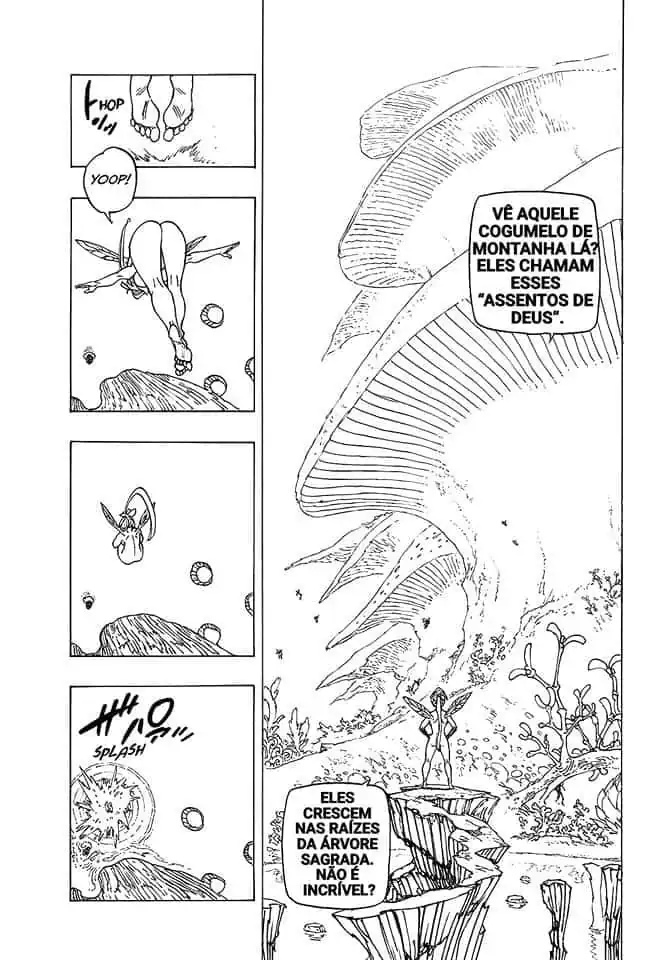 VÊ AQUELE
COGUMELO DE
MONTANHA LÁ?
ELES CHAMAM
ESSES
“ASSENTOS DE
DEUS”.
ELES
CRESCEM
NAS RAÍZES
DA ÁRVORE
SAGRADA.
NÃO É
INCRÍVEL?
HOP
YOOP!
SPLASH